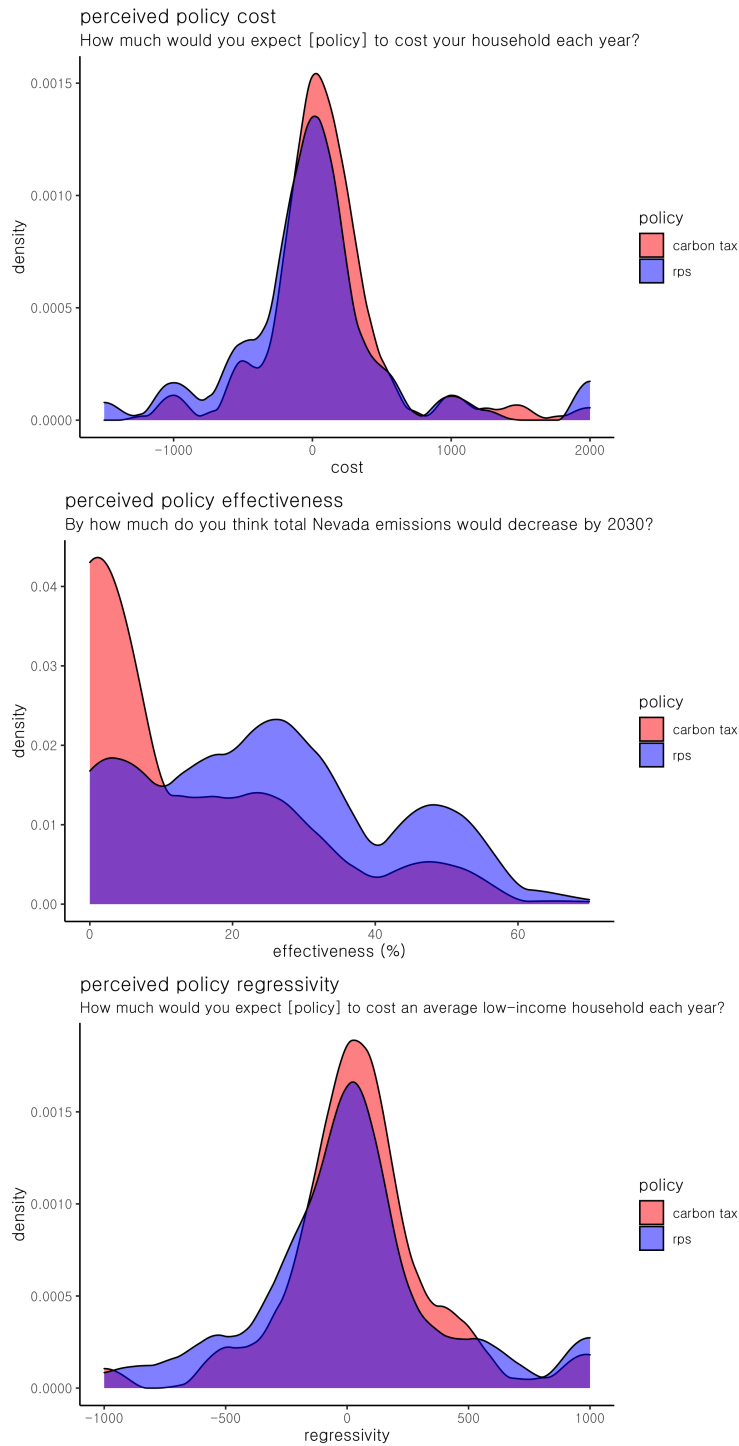 perceived policy cost
How much would you expect [policy] to cost your household each year?
0.0015
0.0010
0.0005
0.0000
density
-1000
0
1000
2000
cost
policy
carbon tax
rps
perceived policy effectiveness
By how much do you think total Nevada emissions would decrease by 2030?
0.04
0.03
0.02
0.01
0.00
density
0
20
40
60
effectiveness (%)
policy
carbon tax
rps
perceived policy regressivity
How much would you expect [policy] to cost an average low-income household each year?
0.0015
0.0010
0.0005
0.0000
density
-1000
-500
0
500
1000
regressivity
policy
carbon tax
rps